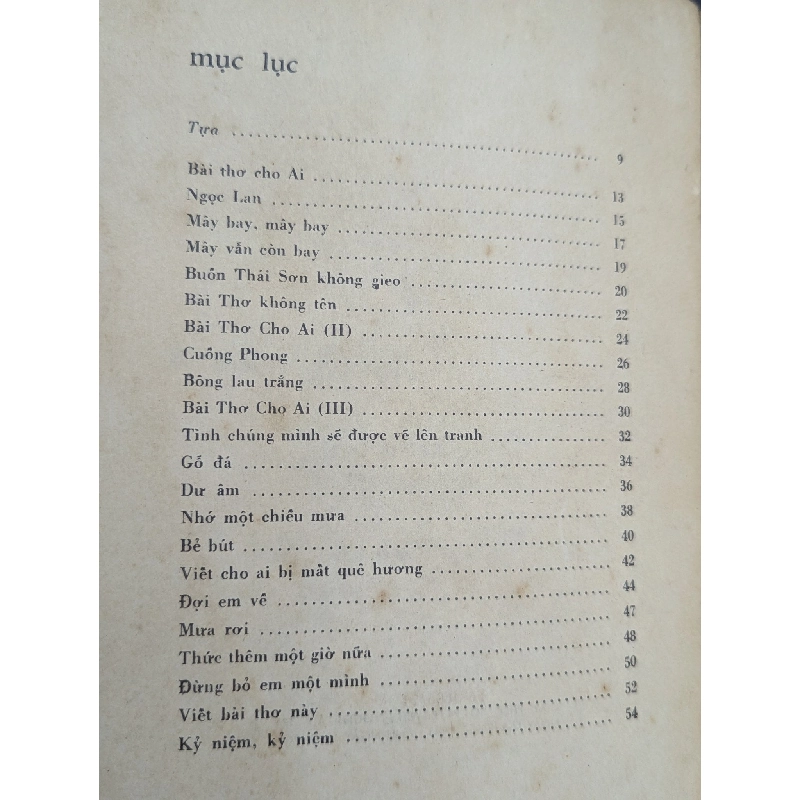 mục lục
Tựa ........ 9
Bài thơ cho Ai ........ 13
Ngọc Lan ........ 15
Mây bay, mây bay ........ 17
Mây vẫn còn bay ........ 19
Buồn Thái Sơn không gieo ........ 20
Bài Thơ không tên ........ 22
Bài Thơ Cho Ai (II) ........ 24
Cuồng Phong ........ 26
Bông lau trắng ........ 28
Bài Thơ Cho Ai (III) ........ 30
Tình chúng mình sẽ được vẽ lên tranh ........ 32
Gỗ đá ........ 34
Dư âm ........ 36
Nhớ một chiều mưa ........ 38
Bẻ bút ........ 40
Viết cho ai bị mất quê hương ........ 42
Đợi em về ........ 44
Mưa rơi ........ 47
Thức thêm một giờ nữa ........ 48
Đừng bỏ em một mình ........ 50
Viết bài thơ này ........ 52
Kỷ niệm, kỷ niệm ........ 54